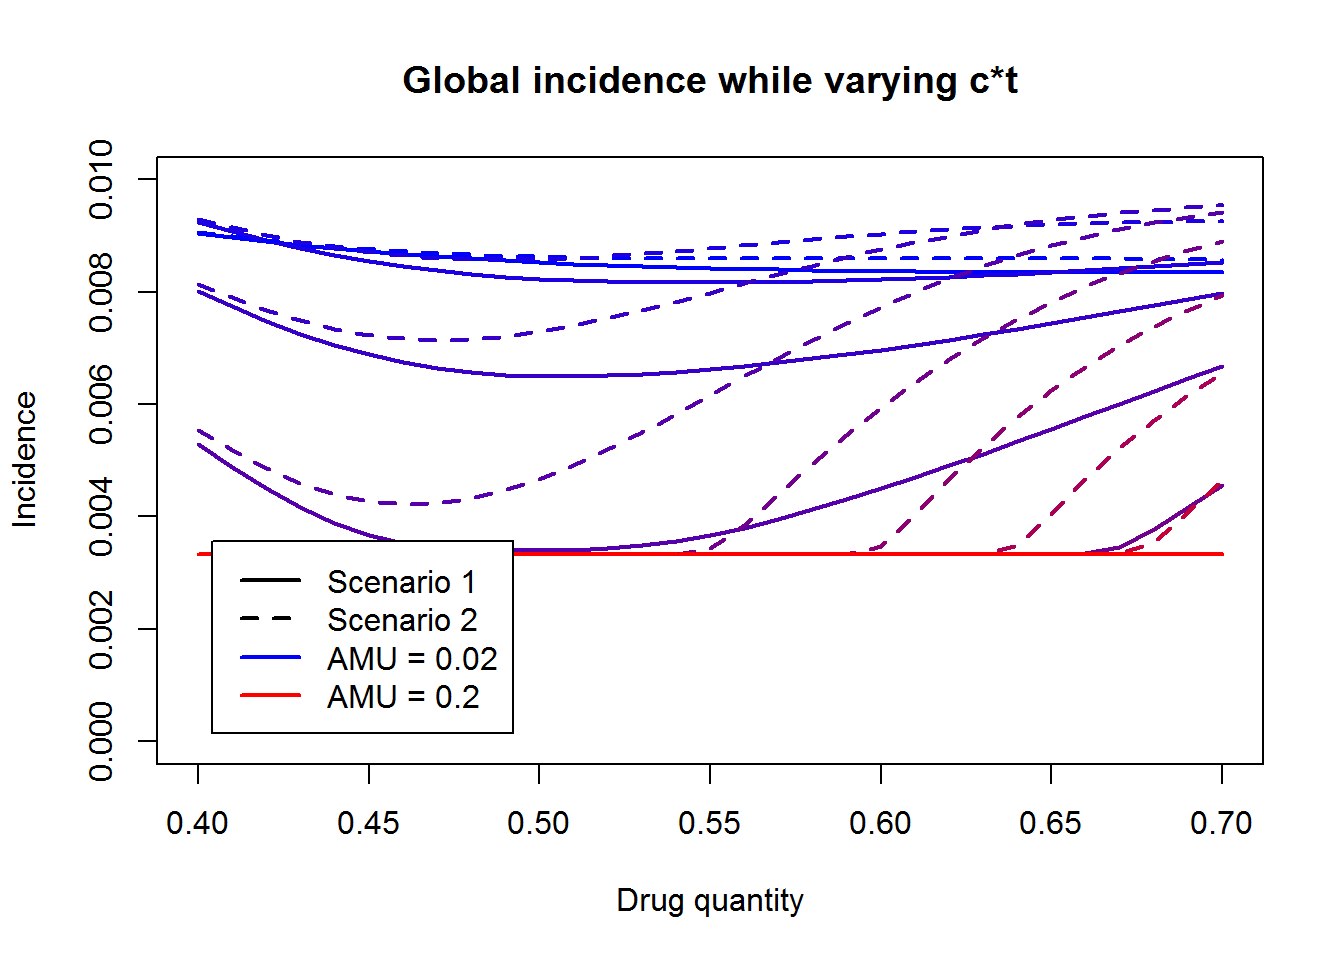 Global incidence while varying c*t
Incidence
0.010
0.008
0.006
0.004
0.002
0.000
Scenario 1
Scenario 2
AMU = 0.02
AMU = 0.2
0.40 0.45 0.50 0.55 0.60 0.65 0.70
Drug quantity